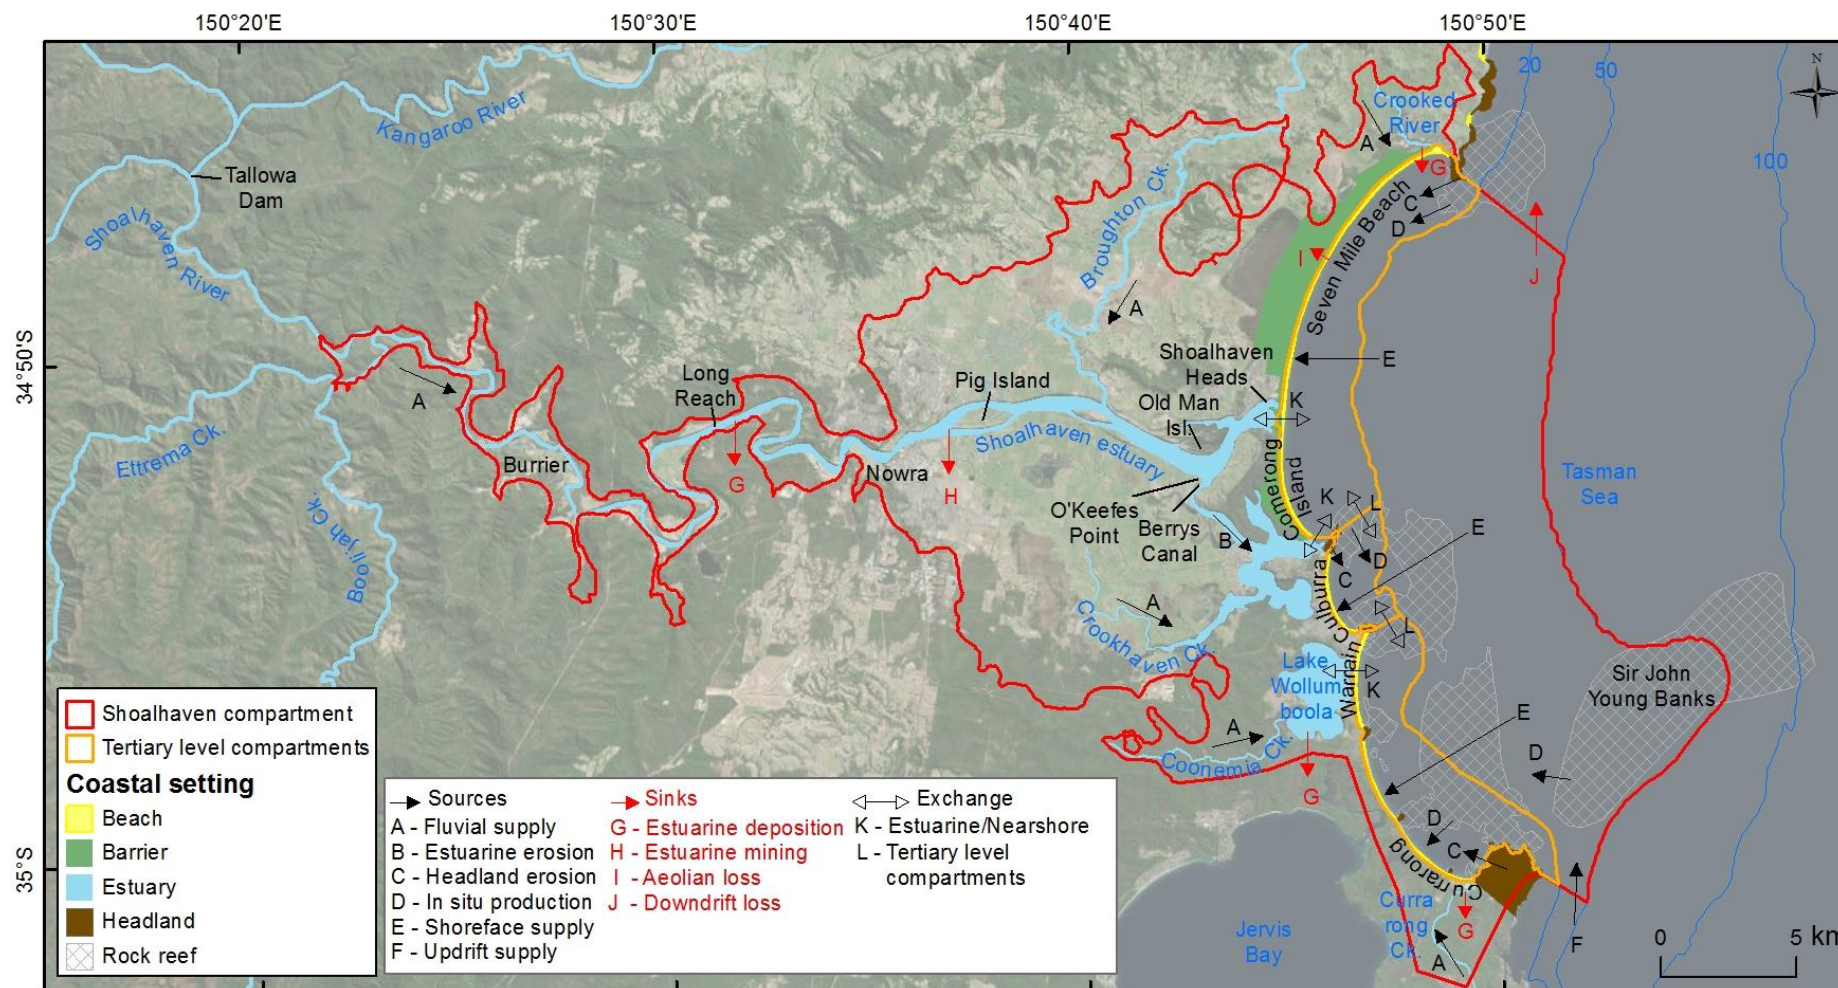 150°20'E
150°30'E
150°40'E
150°50'E
34°50'S
35°S
N
20
50
100
Kangaroo River
Tallowa
Dam
Shoalhaven River
Ettrema Ck.
Boolijah Ck.
Burrier
A
Long
Reach
G
Nowra
H
Pig Island
Shoalhaven estuary
Broughton Ck.
A
Crooked
River
A
G
C
D
I
Seven Mile Beach
J
E
Shoalhaven
Heads
Old Man
Isl.
K
Comerong
Island
O'Keefes
Point
Berrys
Canal
B
K
L
D
C
E
Culburra
L
Tasman
Sea
Crookhaven Ck.
A
Lake
Wollum
boola
Warrain
K
Sir John
Young Banks
E
D
A
Coonemia Ck.
G
D
C
Currarong
Curra
rong
Ck.
G
A
F
Jervis
Bay
0
5 km
Shoalhaven compartment
Tertiary level compartments
Coastal setting
Beach
Barrier
Estuary
Headland
Rock reef
Sources
A - Fluvial supply
B - Estuarine erosion
C - Headland erosion
D - In situ production
E - Shoreface supply
F - Updrift supply
Sinks
G - Estuarine deposition
H - Estuarine mining
I - Aeolian loss
J - Downdrift loss
Exchange
K - Estuarine/Nearshore
L - Tertiary level
compartments